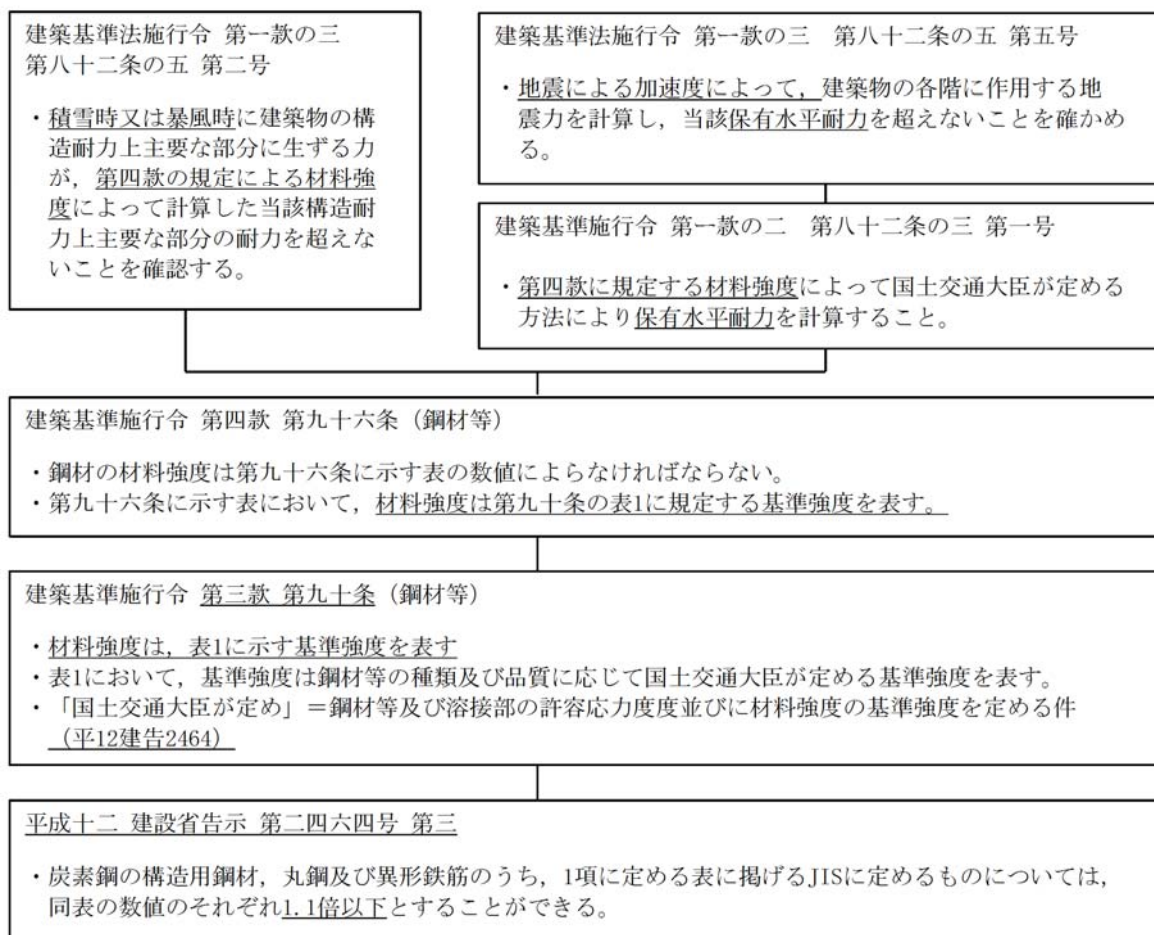 建築基準法施行令 第一款の三
第八十二条の五 第二号
・積雪時又は暴風時に建築物の構
造耐力上主要な部分に生ずる力
が，第四款の規定による材料強
度によって計算した当該構造耐
力上主要な部分の耐力を超えな
いことを確認する。
建築基準法施行令 第一款の三　第八十二条の五 第五号
・地震による加速度によって，建築物の各階に作用する地
震力を計算し，当該保有水平耐力を超えないことを確かめ
る。
建築基準施行令 第一款の二　第八十二条の三 第一号
・第四款に規定する材料強度によって国土交通大臣が定める
方法により保有水平耐力を計算すること。
建築基準施行令 第四款 第九十六条（鋼材等）
・鋼材の材料強度は第九十六条に示す表の数値によらなければならない。
・第九十六条に示す表において，材料強度は第九十条の表1に規定する基準強度を表す。
建築基準施行令 第三款 第九十条（鋼材等）
・材料強度は，表1に示す基準強度を表す
・表1において，基準強度は鋼材等の種類及び品質に応じて国土交通大臣が定める基準強度を表す。
・「国土交通大臣が定め」＝鋼材等及び溶接部の許容応力度度並びに材料強度の基準強度を定める件
（平12建告2464）
平成十二 建設省告示 第二四六四号 第三
・炭素鋼の構造用鋼材，丸鋼及び異形鉄筋のうち，1項に定める表に掲げるJISに定めるものについては，
同表の数値のそれぞれ1.1倍以下とすることができる。